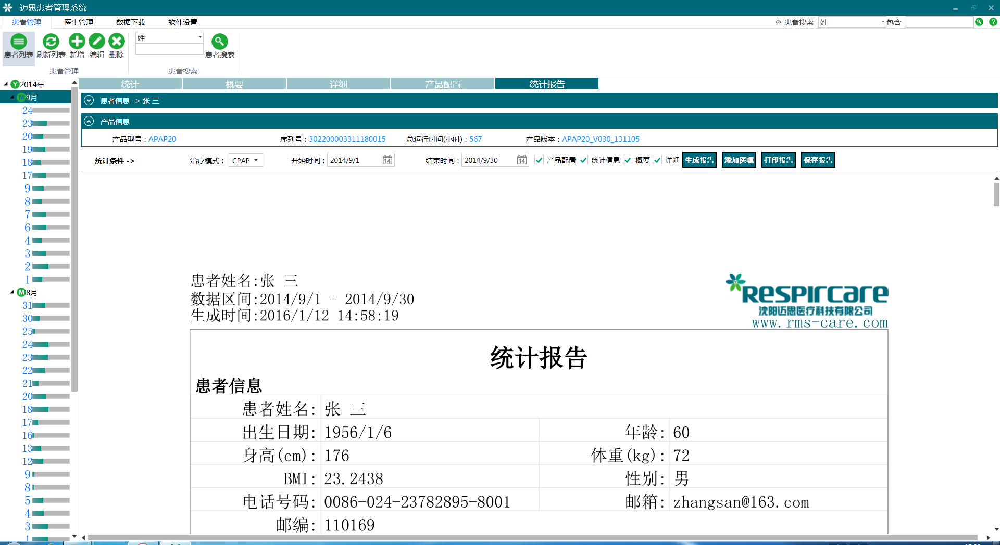 迈思患者管理系统
患者管理 医生管理 数据下载 软件设置 患者搜索 姓 包含
患者列表 刷新列表 新增 编辑 删除 姓 患者搜索
患者管理 患者搜索
Y 2014年
M 9月
24
23
20
19
18
17
9
8
7
6
4
3
2
1
M 8月
31
30
25
24
23
22
21
20
18
17
16
13
12
9
8
5
4
3
1
统计 概要 详细 产品配置 统计报告
患者信息 -> 张 三
产品信息
产品型号：APAP20 序列号：302200003311180015 总运行时间(小时)：567 产品版本：APAP20_V030_131105
统计条件 -> 治疗模式： CPAP 开始时间： 2014/9/1 14 结束时间： 2014/9/30 14 产品配置 统计信息 概要 详细 生成报告 添加医嘱 打印报告 保存报告
患者姓名:张 三
数据区间:2014/9/1 - 2014/9/30
生成时间:2016/1/12 14:58:19
RESPIRCARE
沈阳迈思医疗科技有限公司
www.rms-care.com
统计报告
患者信息
患者姓名: 张 三
出生日期: 1956/1/6 年龄: 60
身高(cm): 176 体重(kg): 72
BMI: 23.2438 性别: 男
电话号码: 0086-024-23782895-8001 邮箱: zhangsan@163.com
邮编: 110169